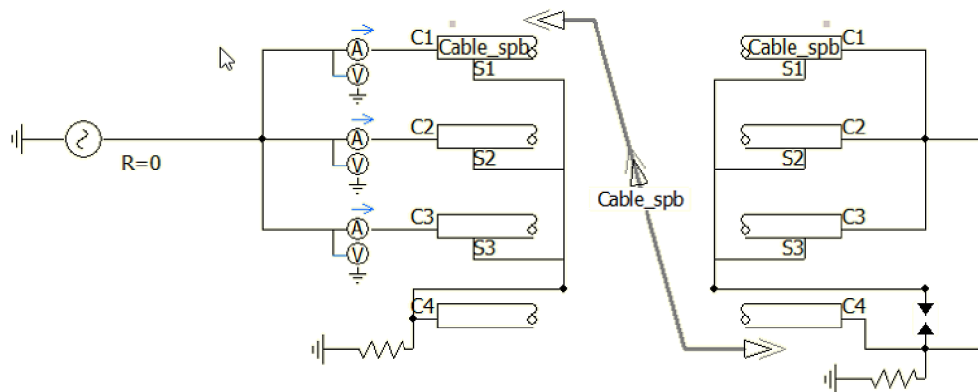 A C1 Cable_spb Cable_spb C1
V S1 S1
A C2 C2
R=0 V S2 S2
Cable_spb
A C3 C3
V S3 S3
C4 C4